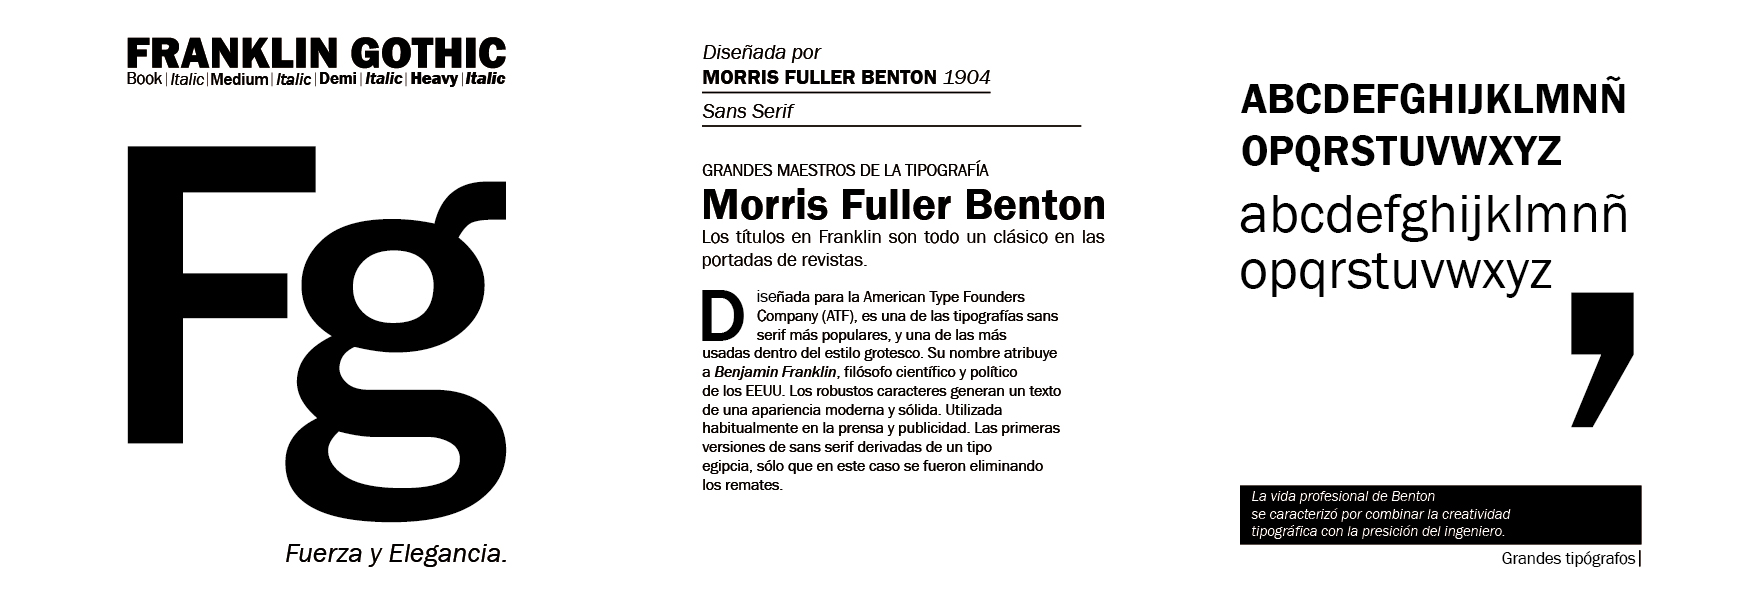 FRANKLIN GOTHIC
Book | Italic | Medium | Italic | Demi | Italic | Heavy | Italic
Fg
Fuerza y Elegancia.
Diseñada por
MORRIS FULLER BENTON 1904
Sans Serif
GRANDES MAESTROS DE LA TIPOGRAFÍA
Morris Fuller Benton
Los títulos en Franklin son todo un clásico en las
portadas de revistas.
Diseñada para la American Type Founders
Company (ATF), es una de las tipografías sans
serif más populares, y una de las más
usadas dentro del estilo grotesco. Su nombre atribuye
a Benjamin Franklin, filósofo científico y político
de los EEUU. Los robustos caracteres generan un texto
de una apariencia moderna y sólida. Utilizada
habitualmente en la prensa y publicidad. Las primeras
versiones de sans serif derivadas de un tipo
egipcia, sólo que en este caso se fueron eliminando
los remates.
ABCDEFGHIJKLMNÑ
OPQRSTUVWXYZ
abcdefghijklmnñ
opqrstuvwxyz
,
La vida profesional de Benton
se caracterizó por combinar la creatividad
tipográfica con la presición del ingeniero.
Grandes tipógrafos|